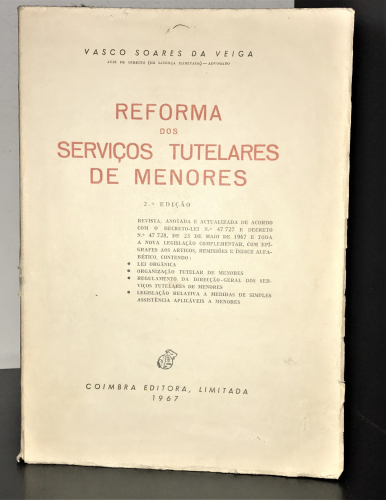 VASCO SOARES DA VEIGA
JUIZ DE DIREITO (EM LICENÇA ILIMITADA) — ADVOGADO
REFORMA
DOS
SERVIÇOS TUTELARES
DE MENORES
2.ª EDIÇÃO
REVISTA, ANOTADA E ACTUALIZADA DE ACORDO
COM O DECRETO-LEI N.º 47 727 E DECRETO
N.º 47 728, DE 23 DE MAIO DE 1967 E TODA
A NOVA LEGISLAÇÃO COMPLEMENTAR, COM EPÍ-
GRAFES AOS ARTIGOS, REMISSÕES E ÍNDICE ALFA-
BÉTICO, CONTENDO:
● LEI ORGÂNICA
● ORGANIZAÇÃO TUTELAR DE MENORES
● REGULAMENTO DA DIRECÇÃO-GERAL DOS SER-
VIÇOS TUTELARES DE MENORES
● LEGISLAÇÃO RELATIVA A MEDIDAS DE SIMPLES
ASSISTÊNCIA APLICÁVEIS A MENORES
COIMBRA EDITORA, LIMITADA
1967